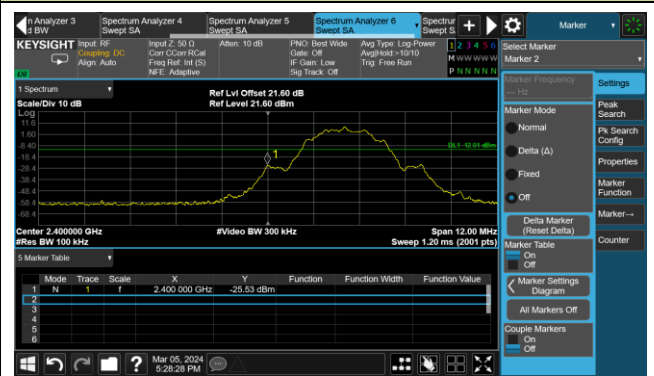 n Analyzer 3
d BW
Spectrum Analyzer 4
Swept SA
Spectrum Analyzer 5
Swept SA
Spectrum Analyzer 6
Swept SA
Spectrum
Swept SA
Marker
KEYSIGHT
Input: RF
Coupling: DC
Align: Auto
Input Z: 50 Ω
Corr CCorr RCal
Freq Ref: Int (S)
NFE: Adaptive
Atten: 10 dB
PNO: Best Wide
Gate: Off
IF Gain: Low
Sig Track: Off
Avg Type: Log-Power
Avg|Hold:>10/10
Trig: Free Run
1 2 3 4 5 6
M W W W W W
P N N N N N
LXI
Select Marker
Marker 2
1 Spectrum
Scale/Div 10 dB
Ref Lvl Offset 21.60 dB
Ref Level 21.60 dBm
Log
11.6
1.60
-8.40
-18.4
-28.4
-38.4
-48.4
-58.4
-68.4
1
DL1 -12.01 dBm
Center 2.400000 GHz
#Res BW 100 kHz
#Video BW 300 kHz
Span 12.00 MHz
Sweep 1.20 ms (2001 pts)
5 Marker Table
Mode Trace Scale X Y Function Function Width Function Value
1 N 1 f 2.400 000 GHz -25.53 dBm
2
3
4
5
6
Mar 05, 2024
5:28:28 PM
Marker Frequency
--- Hz
Marker Mode
Normal
Delta (Δ)
Fixed
Off
Delta Marker
(Reset Delta)
Marker Table
On
Off
Marker Settings
Diagram
All Markers Off
Couple Markers
On
Off
Settings
Peak
Search
Pk Search
Config
Properties
Marker
Function
Marker→
Counter